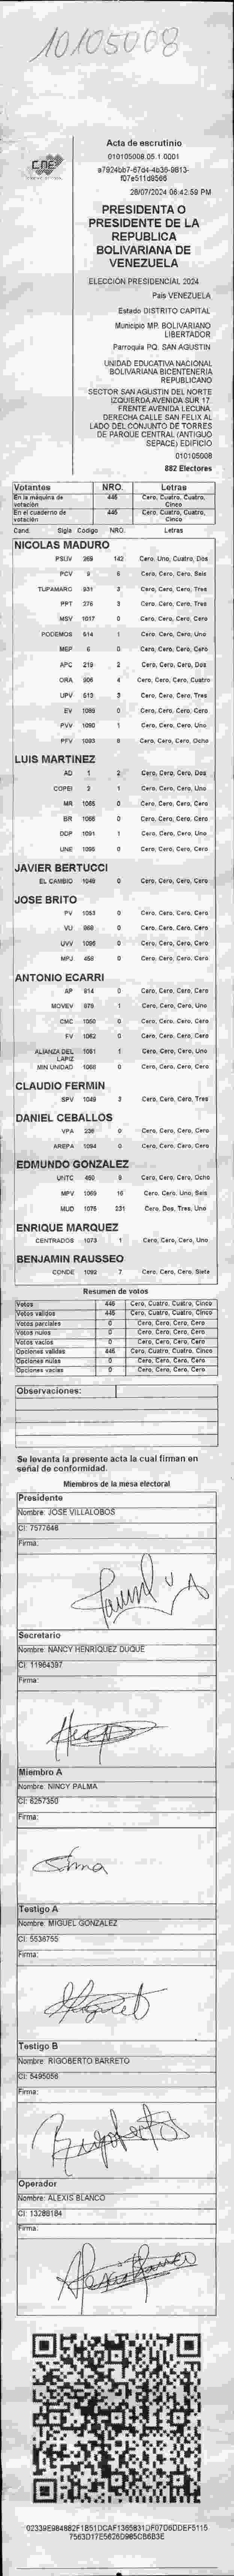 10105008
CNE
Acta de escrutinio
010105008.05.1.0001
28/07/2024 06:42:59 PM
PRESIDENTA O
PRESIDENTE DE LA
REPUBLICA
BOLIVARIANA DE
VENEZUELA
ELECCIÓN PRESIDENCIAL 2024
País VENEZUELA
Estado DISTRITO CAPITAL
Municipio MP. BOLIVARIANO
LIBERTADOR
Parroquia PQ. SAN AGUSTIN
UNIDAD EDUCATIVA NACIONAL
BOLIVARIANA BICENTENERIA
REPUBLICANO
SECTOR SAN AGUSTIN DEL NORTE
IZQUIERDA AVENIDA SUR 17.
FRENTE AVENIDA LECUNA.
DERECHA CALLE SAN FELIX AL
LADO DEL CONJUNTO DE TORRES
DE PARQUE CENTRAL (ANTIGUO
SEPACE) EDIFICIO
010105008
882 Electores
Votantes NRO. Letras
En la máquina de votación 445 Cero, Cuatro, Cuatro, Cinco
En el cuaderno de votación 445 Cero, Cuatro, Cuatro, Cinco
Cand. Sigla Código NRO. Letras
NICOLAS MADURO
PSUV 269 142 Cero, Uno, Cuatro, Dos
PCV 9 6 Cero, Cero, Cero, Seis
TUPAMARO 931 3 Cero, Cero, Cero, Tres
PPT 276 3 Cero, Cero, Cero, Tres
MSV 1017 0 Cero, Cero, Cero, Cero
PODEMOS 614 1 Cero, Cero, Cero, Uno
MEP 6 0 Cero, Cero, Cero, Cero
APC 219 2 Cero, Cero, Cero, Dos
ORA 906 4 Cero, Cero, Cero, Cuatro
UPV 513 3 Cero, Cero, Cero, Tres
EV 1089 0 Cero, Cero, Cero, Cero
PVV 1090 1 Cero, Cero, Cero, Uno
PFV 1093 8 Cero, Cero, Cero, Ocho
LUIS MARTINEZ
AD 1 2 Cero, Cero, Cero, Dos
COPEI 2 1 Cero, Cero, Cero, Uno
MR 1065 0 Cero, Cero, Cero, Cero
BR 1066 0 Cero, Cero, Cero, Cero
DDP 1091 1 Cero, Cero, Cero, Uno
UNE 1095 0 Cero, Cero, Cero, Cero
JAVIER BERTUCCI
EL CAMBIO 1049 0 Cero, Cero, Cero, Cero
JOSE BRITO
PV 1053 0 Cero, Cero, Cero, Cero
VU 868 0 Cero, Cero, Cero, Cero
UVV 1096 0 Cero, Cero, Cero, Cero
MPJ 458 0 Cero, Cero, Cero, Cero
ANTONIO ECARRI
AP 914 0 Cero, Cero, Cero, Cero
MOVEV 979 1 Cero, Cero, Cero, Uno
CMC 1050 0 Cero, Cero, Cero, Cero
FV 1062 0 Cero, Cero, Cero, Cero
ALIANZA DEL LAPIZ 1061 1 Cero, Cero, Cero, Uno
MIN UNIDAD 1068 0 Cero, Cero, Cero, Cero
CLAUDIO FERMIN
SPV 1048 3 Cero, Cero, Cero, Tres
DANIEL CEBALLOS
VPA 236 0 Cero, Cero, Cero, Cero
AREPA 1094 0 Cero, Cero, Cero, Cero
EDMUNDO GONZALEZ
UNTC 450 8 Cero, Cero, Cero, Ocho
MPV 1069 16 Cero, Cero, Uno, Seis
MUD 1075 231 Cero, Dos, Tres, Uno
ENRIQUE MARQUEZ
CENTRADOS 1073 1 Cero, Cero, Cero, Uno
BENJAMIN RAUSSEO
CONDE 1092 7 Cero, Cero, Cero, Siete
Resumen de votos
Votos 445 Cero, Cuatro, Cuatro, Cinco
Votos validos 445 Cero, Cuatro, Cuatro, Cinco
Votos parciales 0 Cero, Cero, Cero, Cero
Votos nulos 0 Cero, Cero, Cero, Cero
Votos vacios 0 Cero, Cero, Cero, Cero
Opciones validas 445 Cero, Cuatro, Cuatro, Cinco
Opciones nulas 0 Cero, Cero, Cero, Cero
Opciones vacias 0 Cero, Cero, Cero, Cero
Observaciones:
Se levanta la presente acta la cual firman en
señal de conformidad.
Miembros de la mesa electoral
Presidente
Nombre: JOSE VILLALOBOS
CI: 7577646
Firma:
Secretario
Nombre: NANCY HENRIQUEZ DUQUE
CI: 11964397
Firma:
Miembro A
Nombre: NINCY PALMA
CI: 6257350
Firma:
Testigo A
Nombre: MIGUEL GONZALEZ
CI: 5536755
Firma:
Testigo B
Nombre: RIGOBERTO BARRETO
CI: 5495056
Firma:
Operador
Nombre: ALEXIS BLANCO
CI: 13288184
Firma: